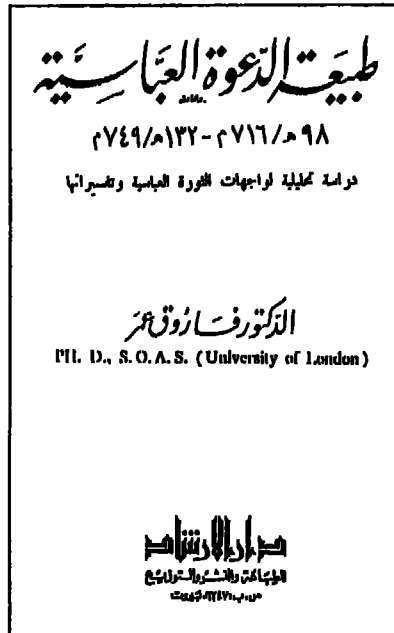 طبيعة الدعوة العباسية
٩٨هـ/٧١٦م - ١٣٢هـ/٧٤٩م
دراسة تحليلية لواجهات الثورة العباسية وتفسيراتها
الدكتور فاروق عمر
PH. D., S. O. A. S. (University of London)
دار الإرشاد
للطباعة والنشر والتوزيع
ص.ب. بيروت